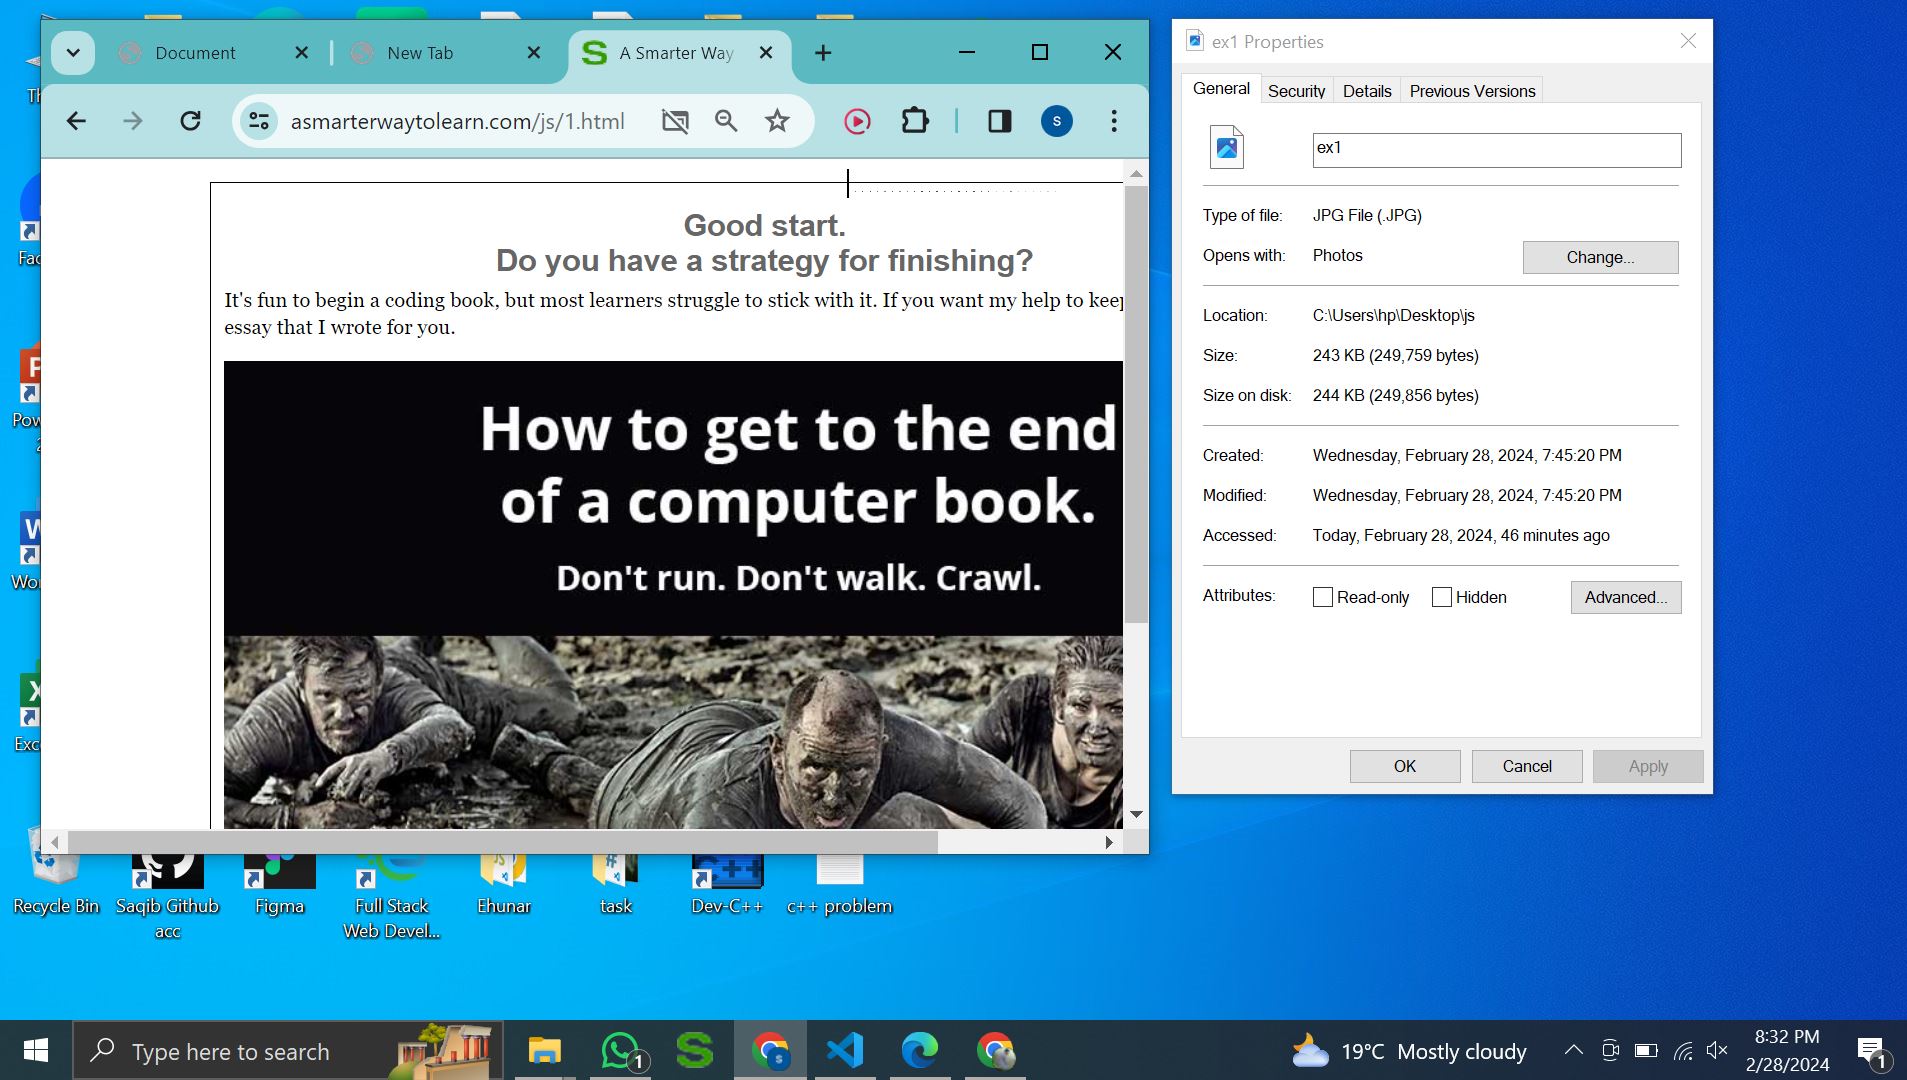 Document
New Tab
A Smarter Way
asmarterwaytolearn.com/js/1.html
S
Good start.
Do you have a strategy for finishing?
It's fun to begin a coding book, but most learners struggle to stick with it. If you want my help to keep
essay that I wrote for you.
How to get to the end
of a computer book.
Don't run. Don't walk. Crawl.
ex1 Properties
General
Security
Details
Previous Versions
ex1
Type of file: JPG File (.JPG)
Opens with: Photos
Change...
Location: C:\Users\hp\Desktop\js
Size: 243 KB (249,759 bytes)
Size on disk: 244 KB (249,856 bytes)
Created: Wednesday, February 28, 2024, 7:45:20 PM
Modified: Wednesday, February 28, 2024, 7:45:20 PM
Accessed: Today, February 28, 2024, 46 minutes ago
Attributes: Read-only Hidden Advanced...
OK Cancel Apply
Recycle Bin
Saqib Github
acc
Figma
Full Stack
Web Devel...
Ehunar
task
Dev-C++
c++ problem
Type here to search
1
19°C Mostly cloudy
8:32 PM
2/28/2024
1